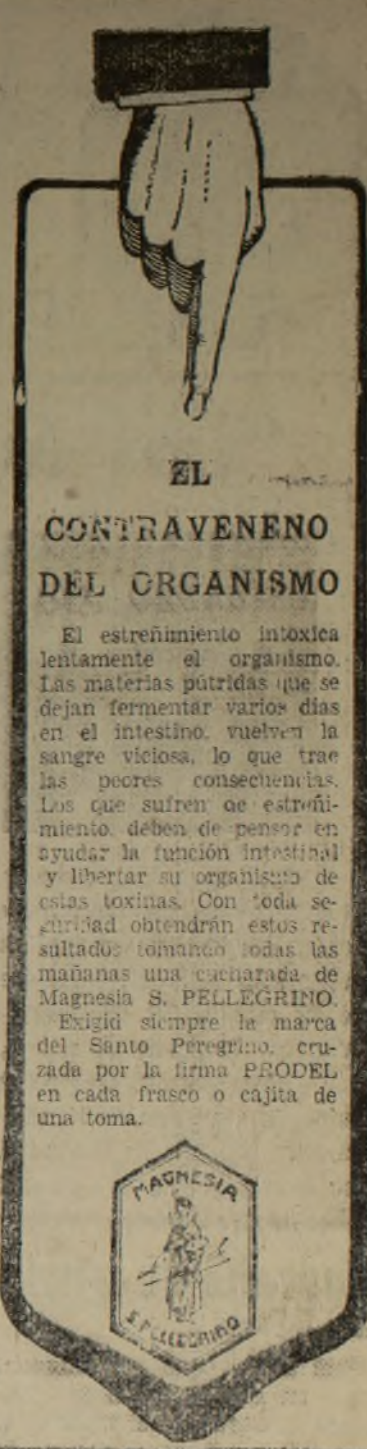 EL
CONTRAVENENO
DEL ORGANISMO
El estreñimiento intoxica
lentamente el organismo.
Las materias pútridas que se
dejan fermentar varios dias
en el intestino, vuelven la
sangre viciosa, lo que trae
las peores consecuencias.
Los que sufren de estreñi-
miento, deben de pensar en
ayudar la función intestinal
y libertar su organismo de
estas toxinas. Con toda se-
guridad obtendrán estos re-
sultados tomando todas las
mañanas una cucharada de
Magnesia S. PELLEGRINO.
Exigid siempre la marca
del Santo Peregrino, cru-
zada por la firma PRODEL
en cada frasco o cajita de
una toma.
MAGNESIA
S. PELLEGRINO